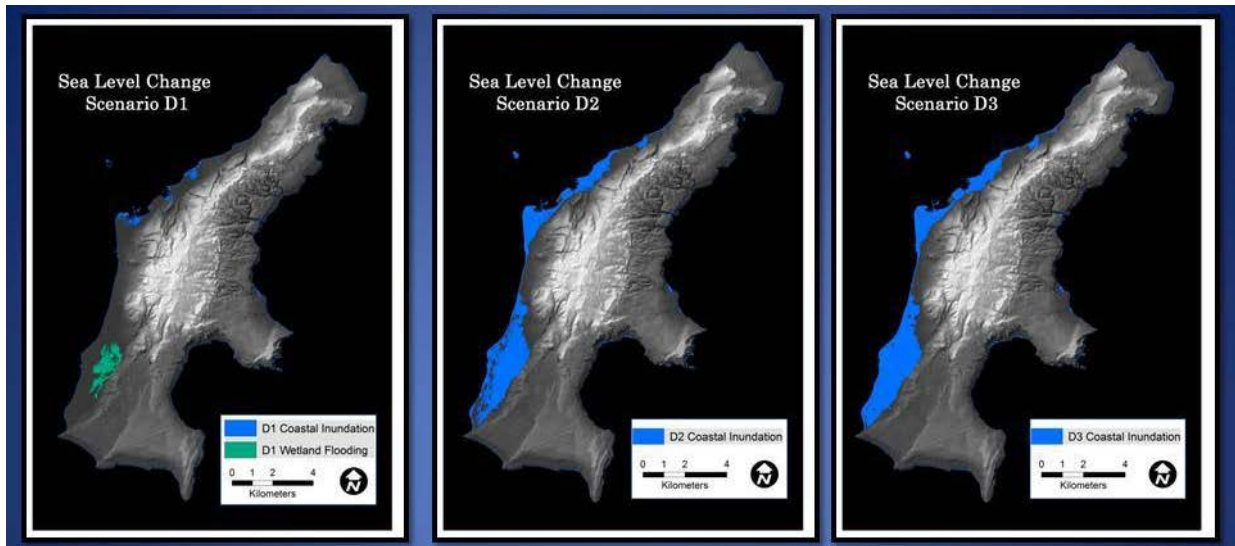 Sea Level Change
Scenario D1
D1 Coastal Inundation
D1 Wetland Flooding
0 1 2 4
Kilometers
N
Sea Level Change
Scenario D2
D2 Coastal Inundation
0 1 2 4
Kilometers
N
Sea Level Change
Scenario D3
D3 Coastal Inundation
0 1 2 4
Kilometers
N